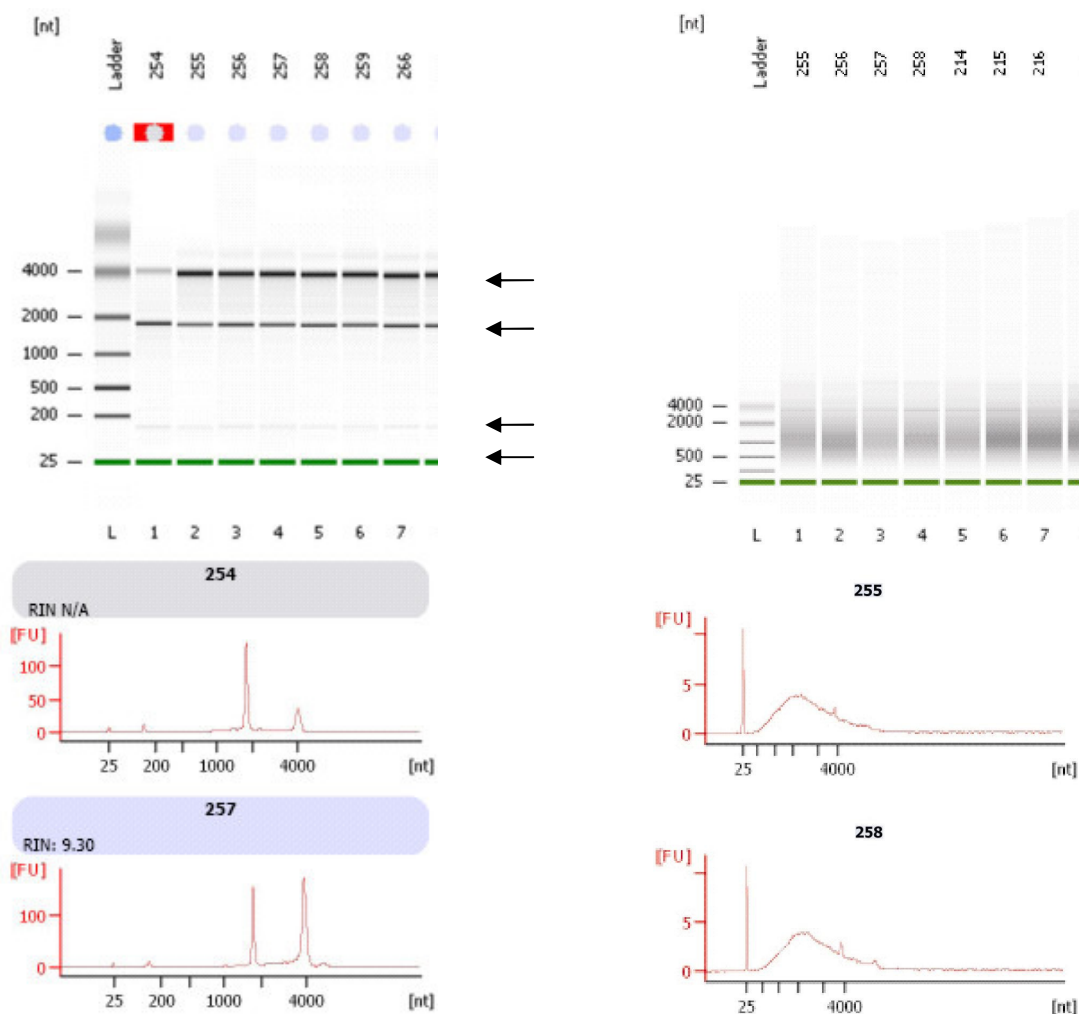 [nt]
Ladder
254
255
256
257
258
259
266
4000
2000
1000
500
200
25
L 1 2 3 4 5 6 7
254
RIN N/A
[FU]
100
50
0
25 200 1000 4000 [nt]
257
RIN: 9.30
[FU]
100
0
25 200 1000 4000 [nt]
[nt]
Ladder
255
256
257
258
214
215
216
4000
2000
500
25
L 1 2 3 4 5 6 7
255
[FU]
5
0
25 4000 [nt]
258
[FU]
5
0
25 4000 [nt]